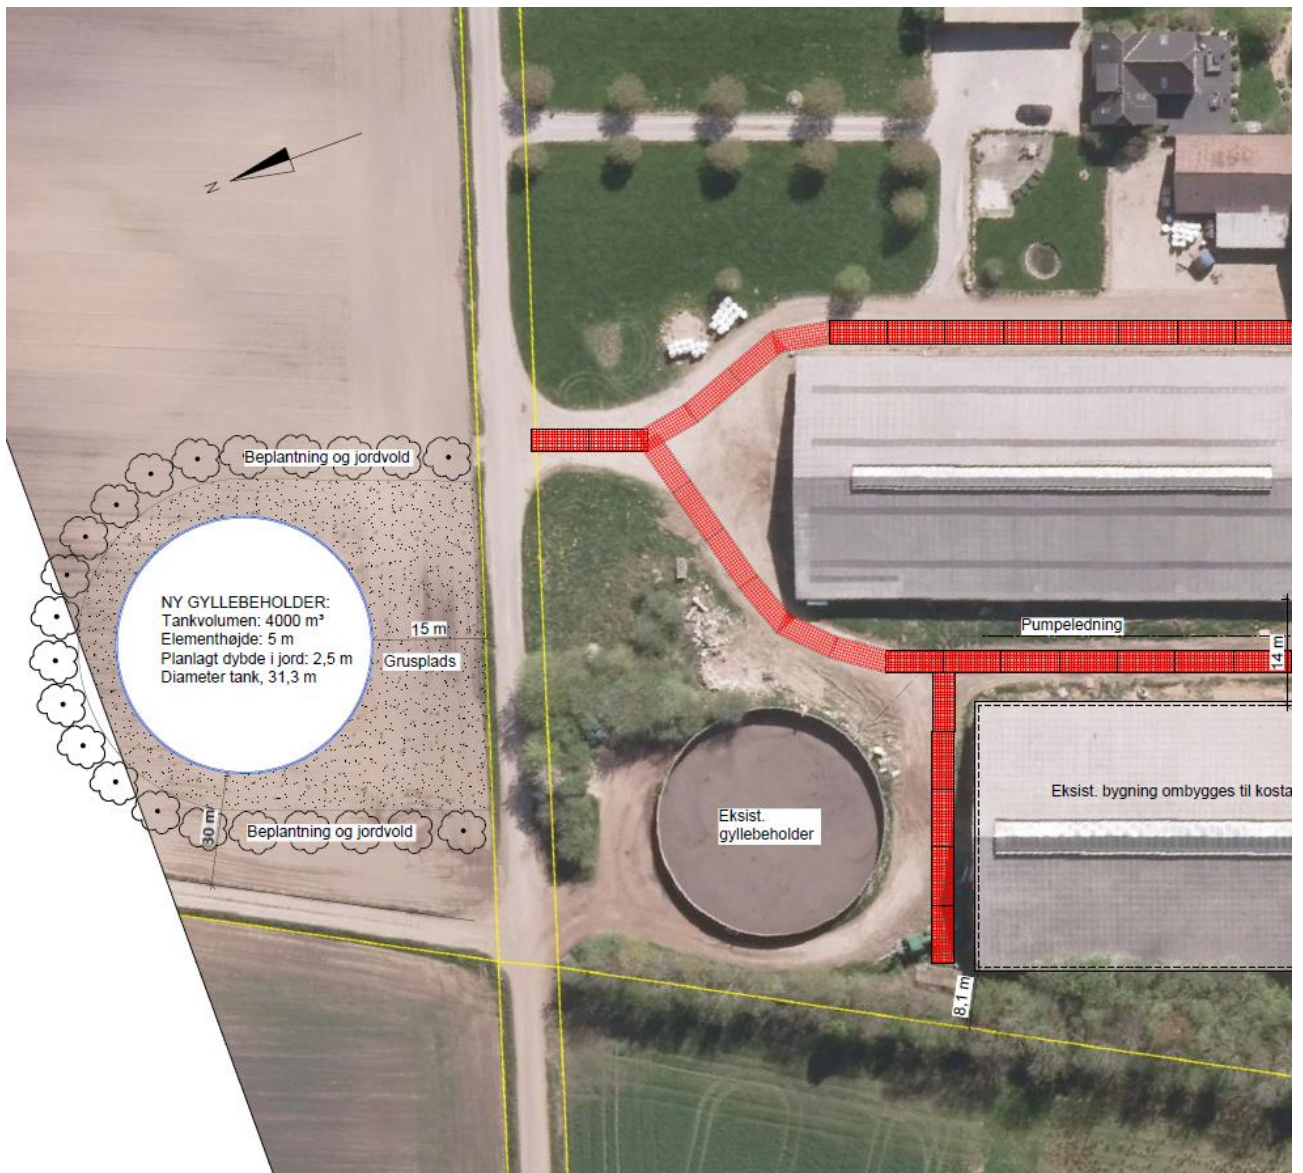 N
Beplantning og jordvold
NY GYLLEBEHOLDER:
Tankvolumen: 4000 m³
Elementhøjde: 5 m
Planlagt dybde i jord: 2,5 m
Diameter tank, 31,3 m
15 m
Grusplads
Pumpeledning
14 m
Eksist. bygning ombygges til kosta
Eksist.
gyllebeholder
Beplantning og jordvold
30 m
8,1 m